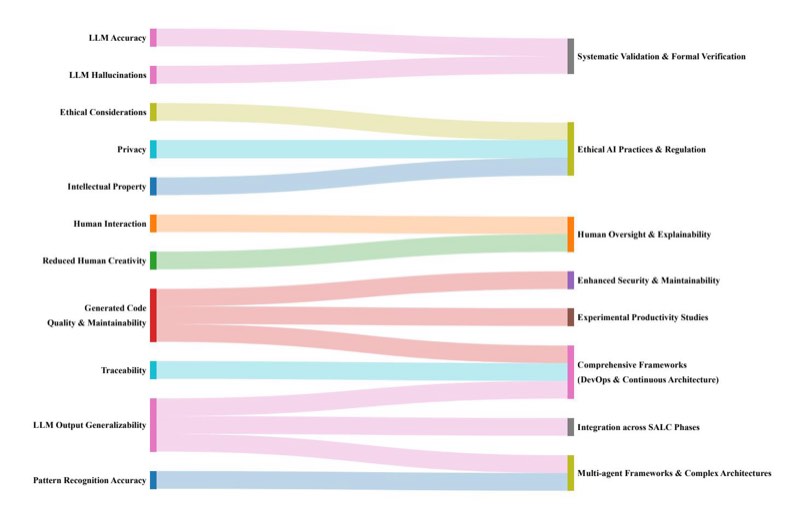 LLM Accuracy
LLM Hallucinations
Ethical Considerations
Privacy
Intellectual Property
Human Interaction
Reduced Human Creativity
Generated Code
Quality & Maintainability
Traceability
LLM Output Generalizability
Pattern Recognition Accuracy
Systematic Validation & Formal Verification
Ethical AI Practices & Regulation
Human Oversight & Explainability
Enhanced Security & Maintainability
Experimental Productivity Studies
Comprehensive Frameworks
(DevOps & Continuous Architecture)
Integration across SALC Phases
Multi-agent Frameworks & Complex Architectures